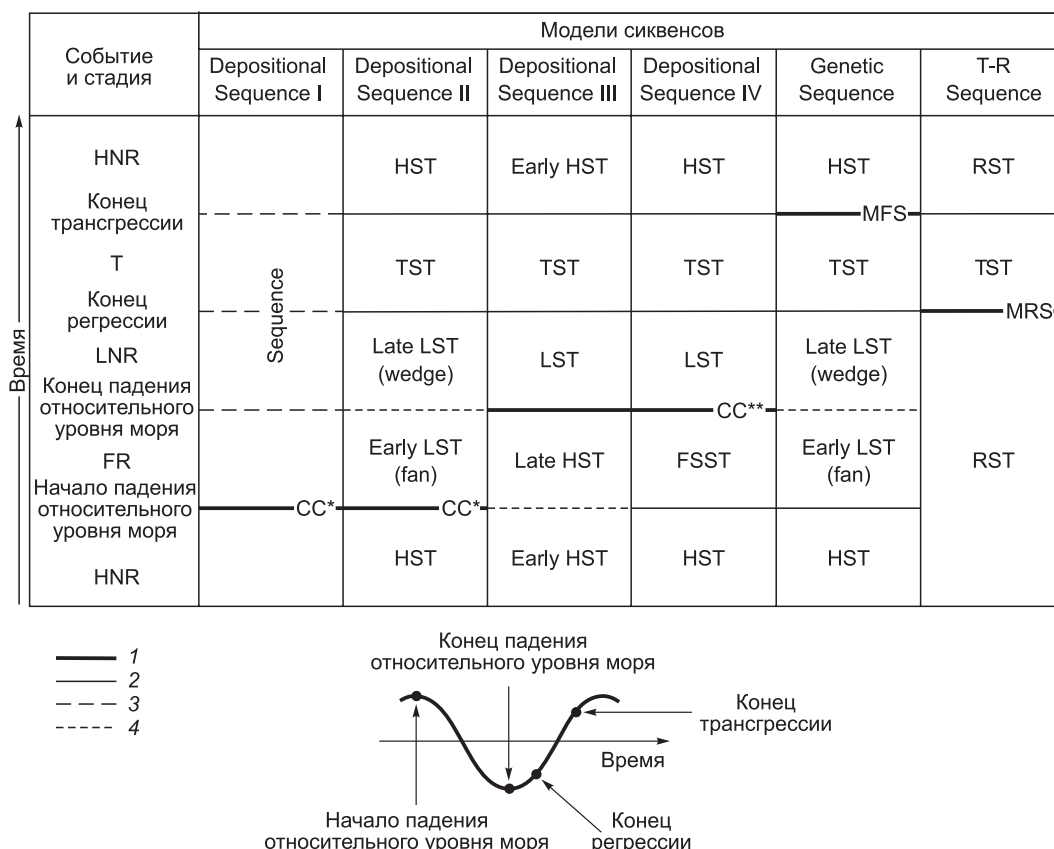 Событие
и стадия
Модели сиквенсов
Depositional
Sequence I
Depositional
Sequence II
Depositional
Sequence III
Depositional
Sequence IV
Genetic
Sequence
T-R
Sequence
Время
HNR
HST
Early HST
HST
HST
RST
Конец
трансгрессии
MFS
T
Sequence
TST
TST
TST
TST
TST
Конец
регрессии
MRS
LNR
Late LST
(wedge)
LST
LST
Late LST
(wedge)
Конец падения
относительного
уровня моря
CC**
FR
Early LST
(fan)
Late HST
FSST
Early LST
(fan)
RST
Начало падения
относительного
уровня моря
CC*
CC*
HNR
HST
Early HST
HST
HST
1
2
3
4
Конец падения
относительного уровня моря
Конец
трансгрессии
Время
Начало падения
относительного уровня моря
Конец
регрессии